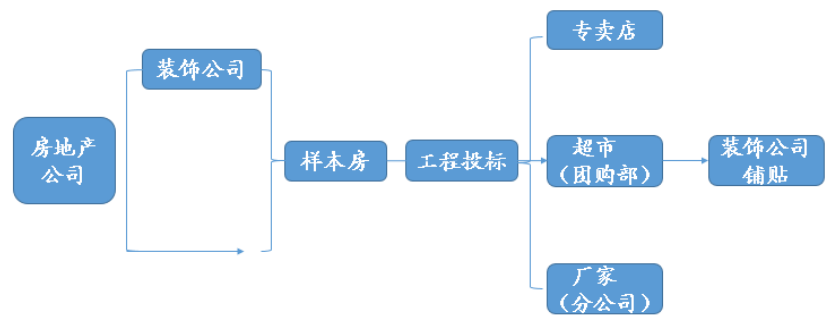 房地产
公司
装饰公司
样本房
工程投标
专卖店
超市
（团购部）
厂家
（分公司）
装饰公司
铺贴